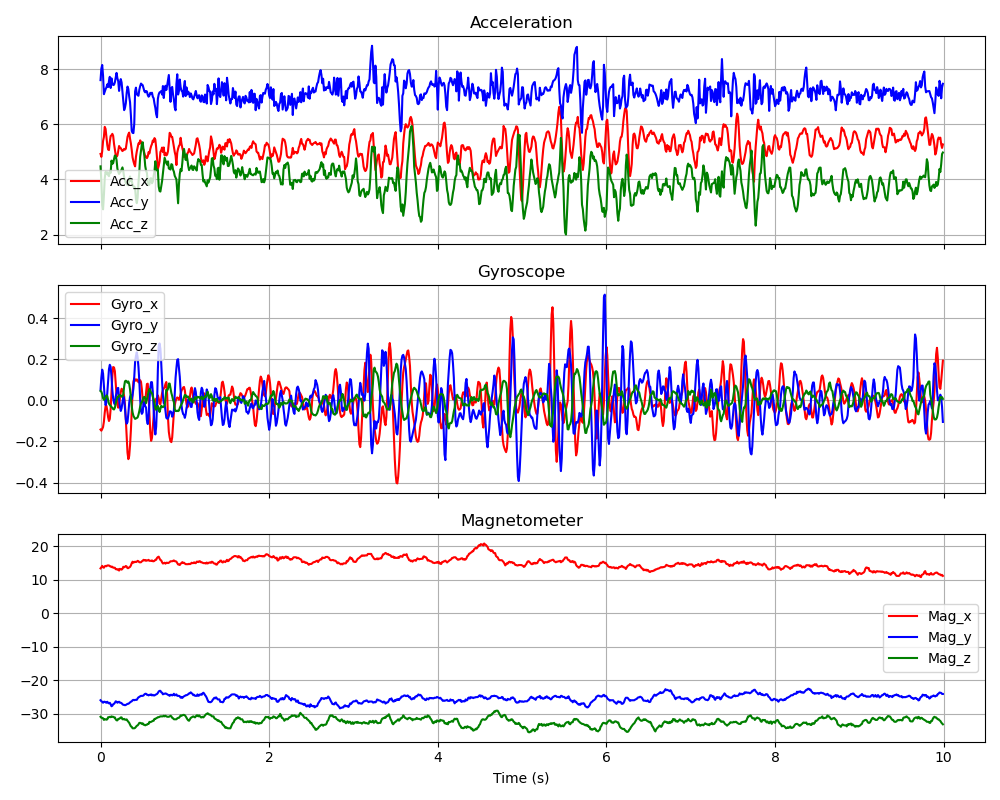 Acceleration
8
6
4
2
Acc_x
Acc_y
Acc_z
Gyroscope
0.4
0.2
0.0
−0.2
−0.4
Gyro_x
Gyro_y
Gyro_z
Magnetometer
20
10
0
−10
−20
−30
Mag_x
Mag_y
Mag_z
0 2 4 6 8 10
Time (s)